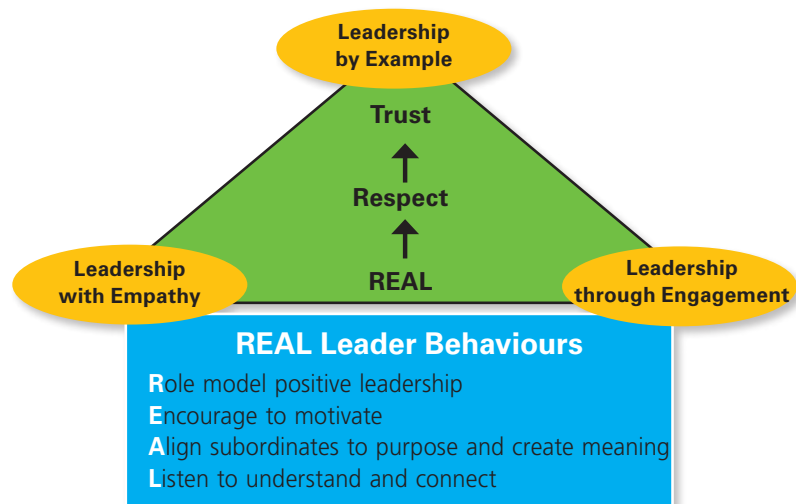 Leadership
by Example
Trust
Respect
REAL
Leadership
with Empathy
Leadership
through Engagement
REAL Leader Behaviours
Role model positive leadership
Encourage to motivate
Align subordinates to purpose and create meaning
Listen to understand and connect